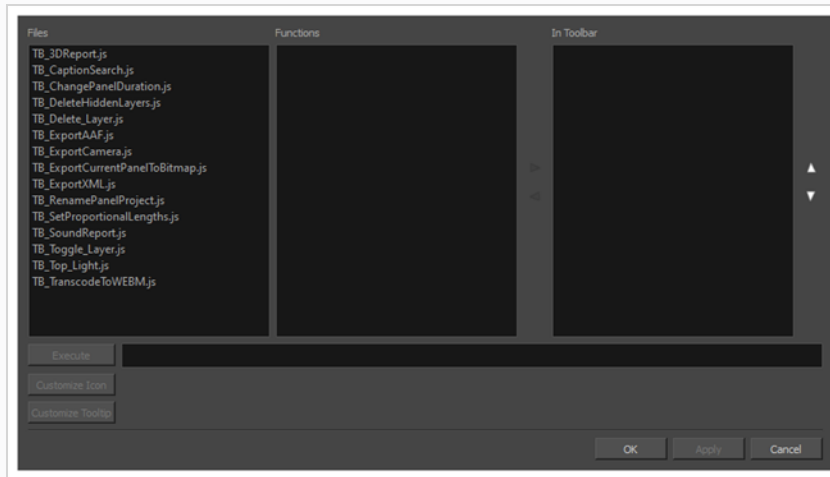 Files
Functions
In Toolbar
TB_3DReport.js
TB_CaptionSearch.js
TB_ChangePanelDuration.js
TB_DeleteHiddenLayers.js
TB_Delete_Layer.js
TB_ExportAAF.js
TB_ExportCamera.js
TB_ExportCurrentPanelToBitmap.js
TB_ExportXML.js
TB_RenamePanelProject.js
TB_SetProportionalLengths.js
TB_SoundReport.js
TB_Toggle_Layer.js
TB_Top_Light.js
TB_TranscodeToWEBM.js
Execute
Customize Icon
Customize Tooltip
OK
Apply
Cancel